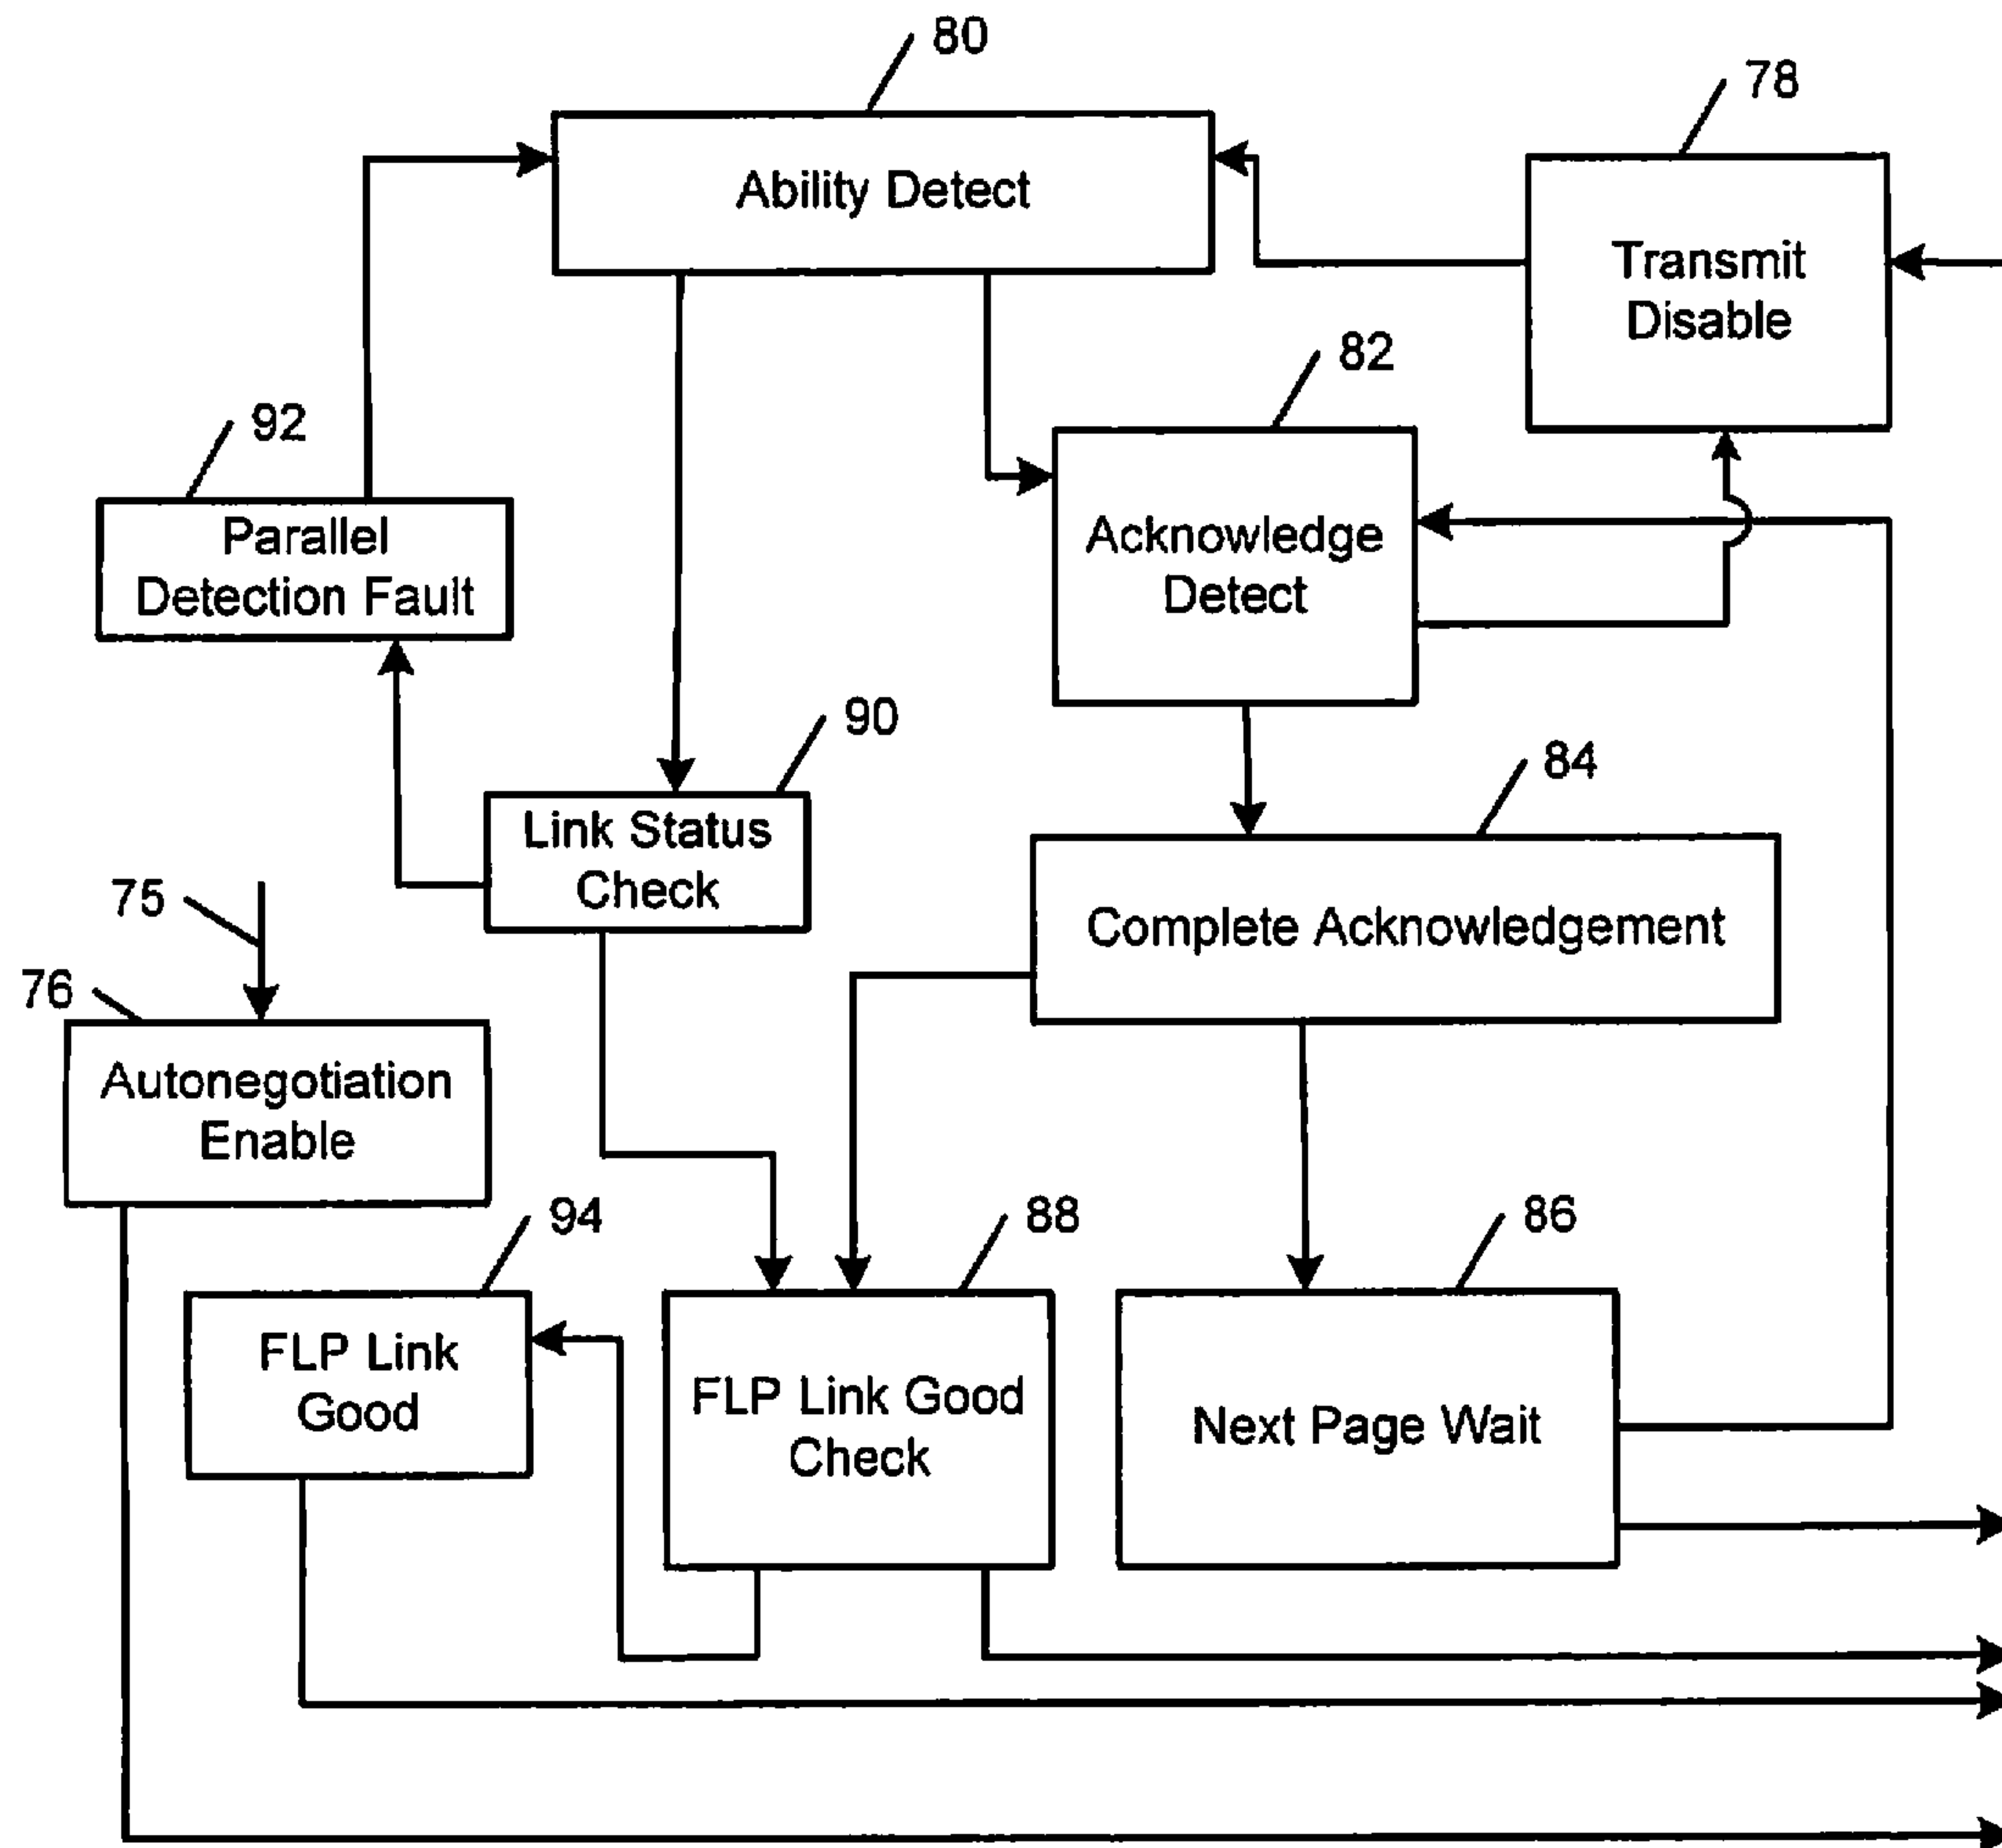 80
Ability Detect
78
Transmit
Disable
82
Acknowledge
Detect
92
Parallel
Detection Fault
90
Link Status
Check
84
Complete Acknowledgement
75
76
Autonegotiation
Enable
94
FLP Link
Good
88
FLP Link Good
Check
86
Next Page Wait